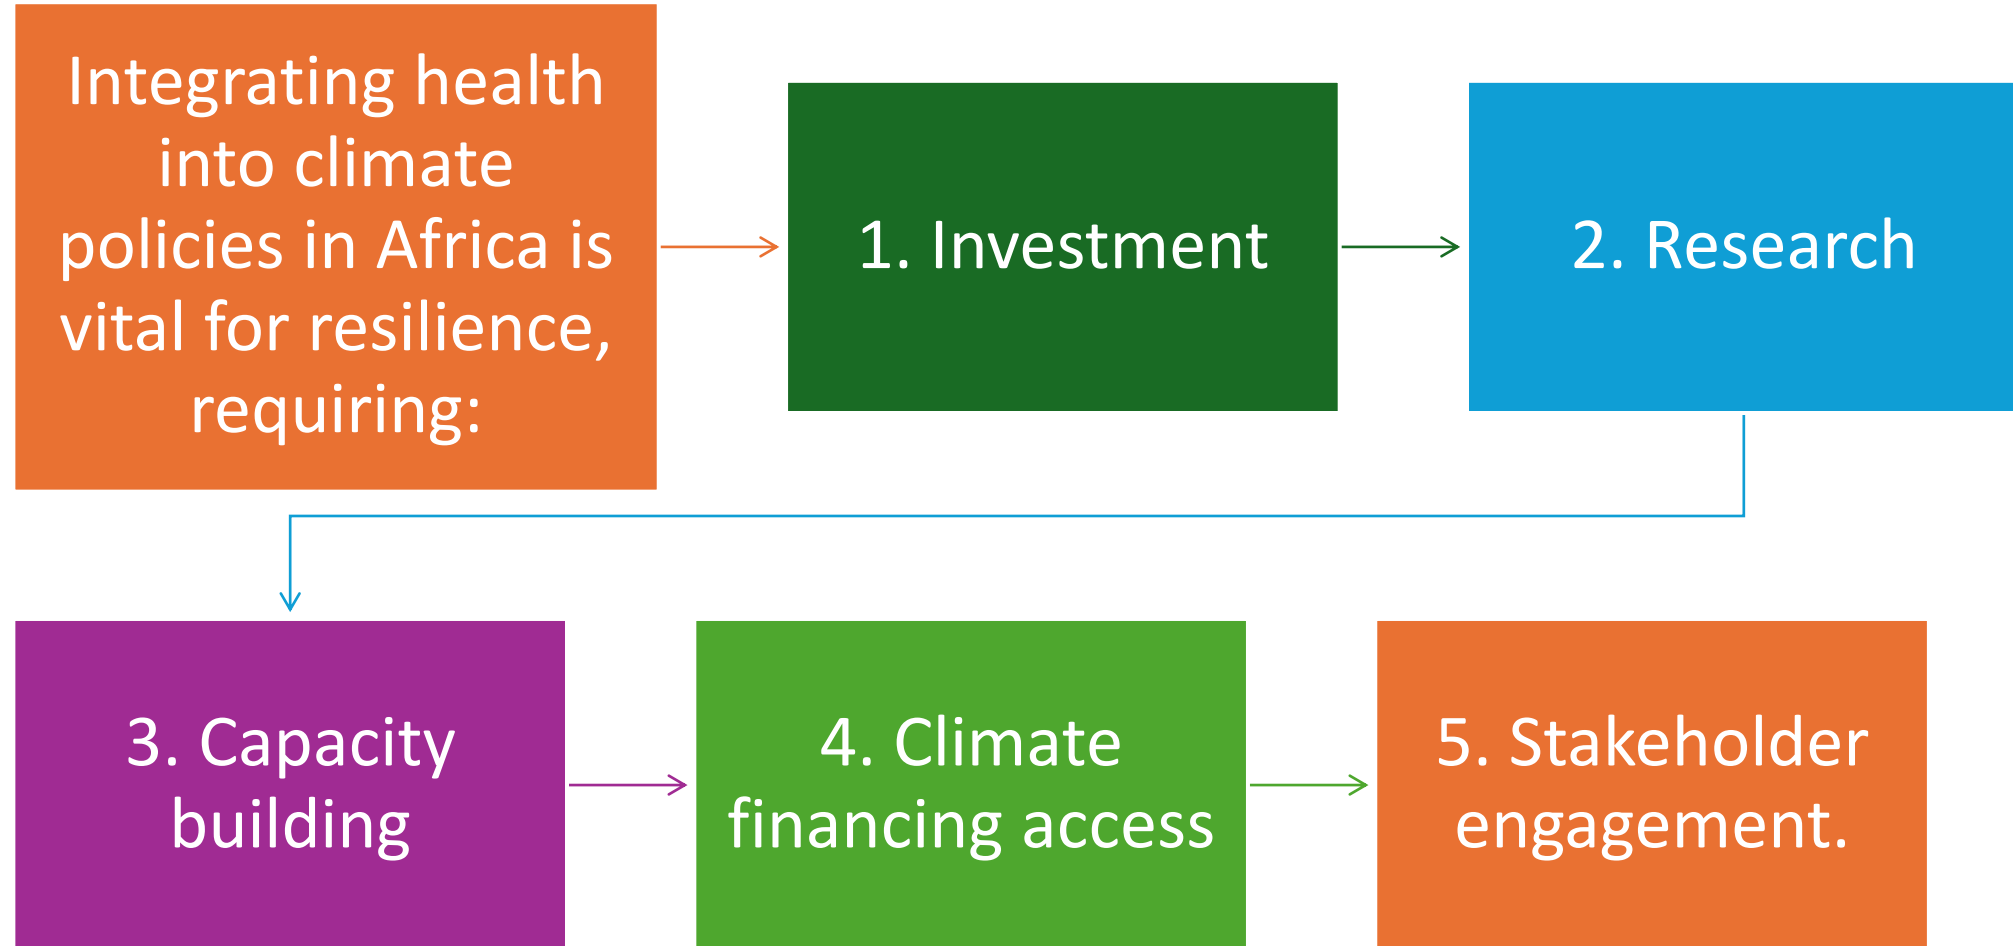 Integrating health
into climate
policies in Africa is
vital for resilience,
requiring:
1. Investment
2. Research
3. Capacity
building
4. Climate
financing access
5. Stakeholder
engagement.